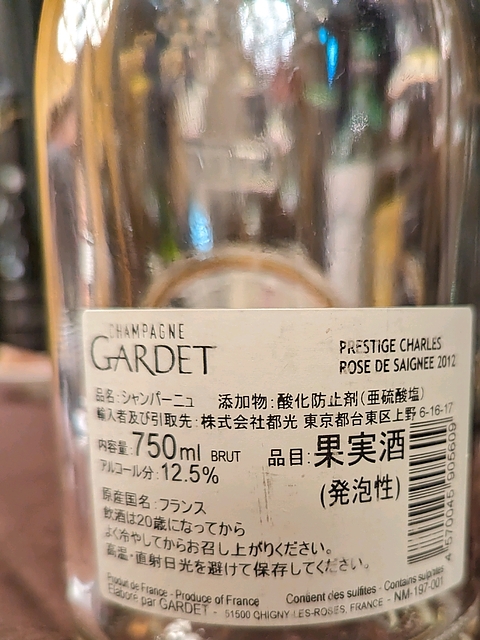 CHAMPAGNE
GARDET
PRESTIGE CHARLES
ROSE DE SAIGNEE 2012
品名:シャンパーニュ 添加物:酸化防止剤(亜硫酸塩)
輸入者及び引取先:株式会社都光 東京都台東区上野 6-16-17
内容量:750ml BRUT 品目:果実酒
アルコール分:12.5% (発泡性)
原産国名:フランス
飲酒は20歳になってから
よく冷やしてからお召し上がりください。
高温・直射日光を避けて保存してください。
4 570045 905609
Produit de France - Produce of France Contient des sulfites - Contains sulphites
Elaboré par GARDET - 51500 CHIGNY-LES-ROSES, FRANCE - NM-197-001